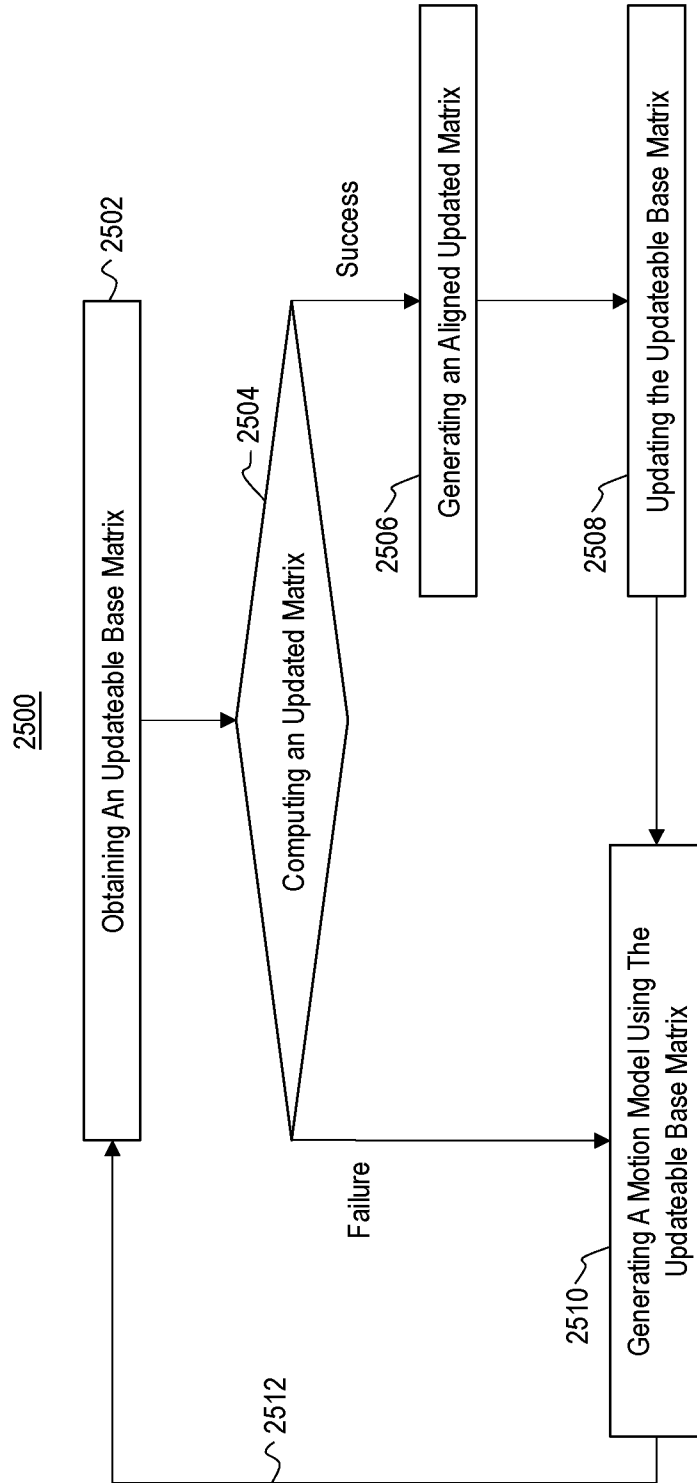 2500
Obtaining An Updateable Base Matrix
2502
Computing an Updated Matrix
2504
Success
Failure
2506
Generating an Aligned Updated Matrix
2508
Updating the Updateable Base Matrix
2510
Generating A Motion Model Using The
Updateable Base Matrix
2512